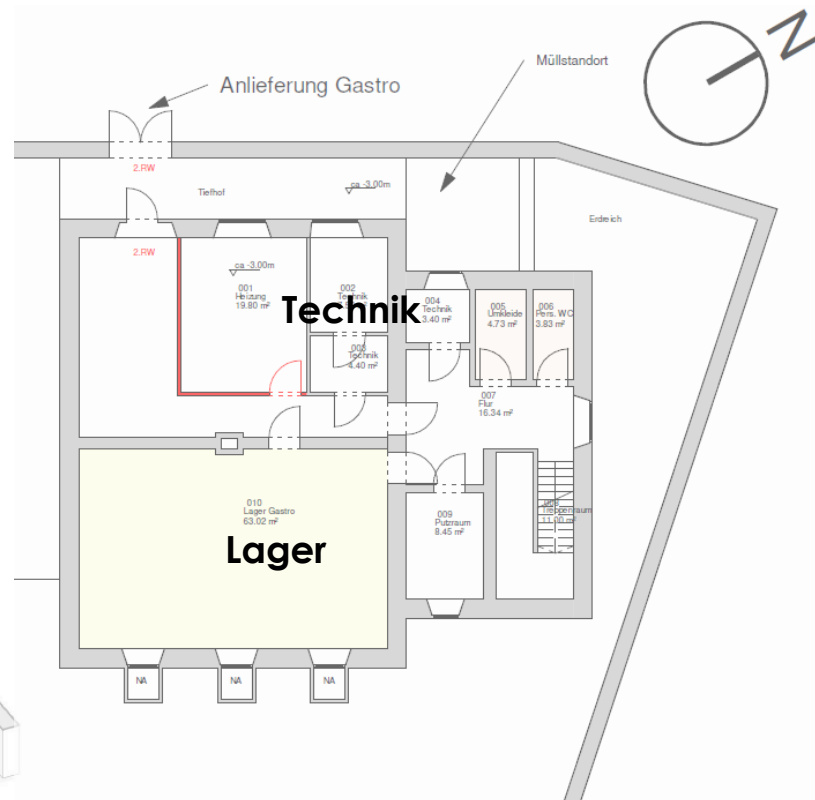 N
Müllstandort
Anlieferung Gastro
2.RW
Tiefhof
ca -3.00m
Erdreich
2.RW
ca -3.00m
001
Heizung
19.80 m²
002
Technik
Technik
004
Technik
3.40 m²
005
Umkleide
4.73 m²
006
Pers. WC
3.83 m²
003
Technik
4.40 m²
007
Flur
16.34 m²
010
Lager Gastro
63.02 m²
Lager
009
Putzraum
8.45 m²
Treppenraum
11.00 m²
NA
NA
NA